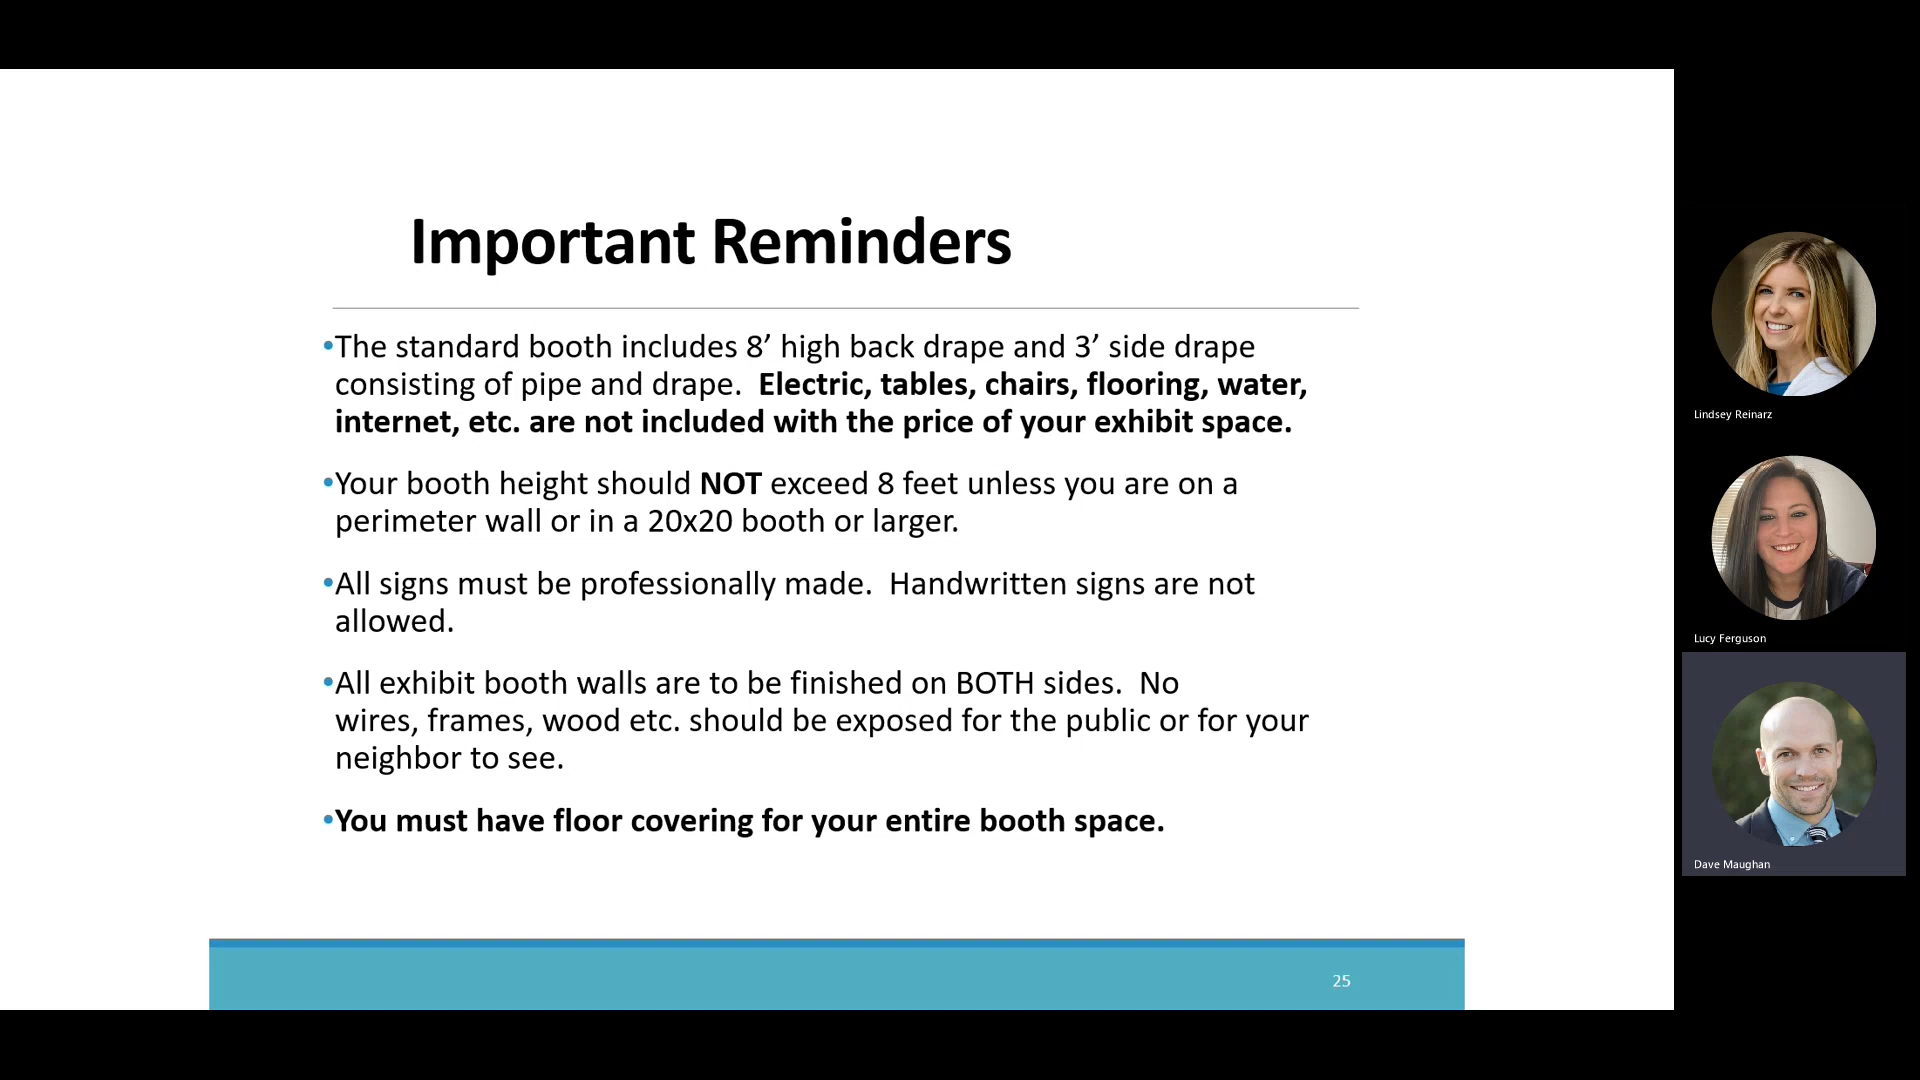 Important Reminders
•The standard booth includes 8’ high back drape and 3’ side drape
consisting of pipe and drape.  Electric, tables, chairs, flooring, water,
internet, etc. are not included with the price of your exhibit space.
•Your booth height should NOT exceed 8 feet unless you are on a
perimeter wall or in a 20x20 booth or larger.
•All signs must be professionally made.  Handwritten signs are not
allowed.
•All exhibit booth walls are to be finished on BOTH sides.  No
wires, frames, wood etc. should be exposed for the public or for your
neighbor to see.
•You must have floor covering for your entire booth space.
25
Lindsey Reinarz
Lucy Ferguson
Dave Maughan